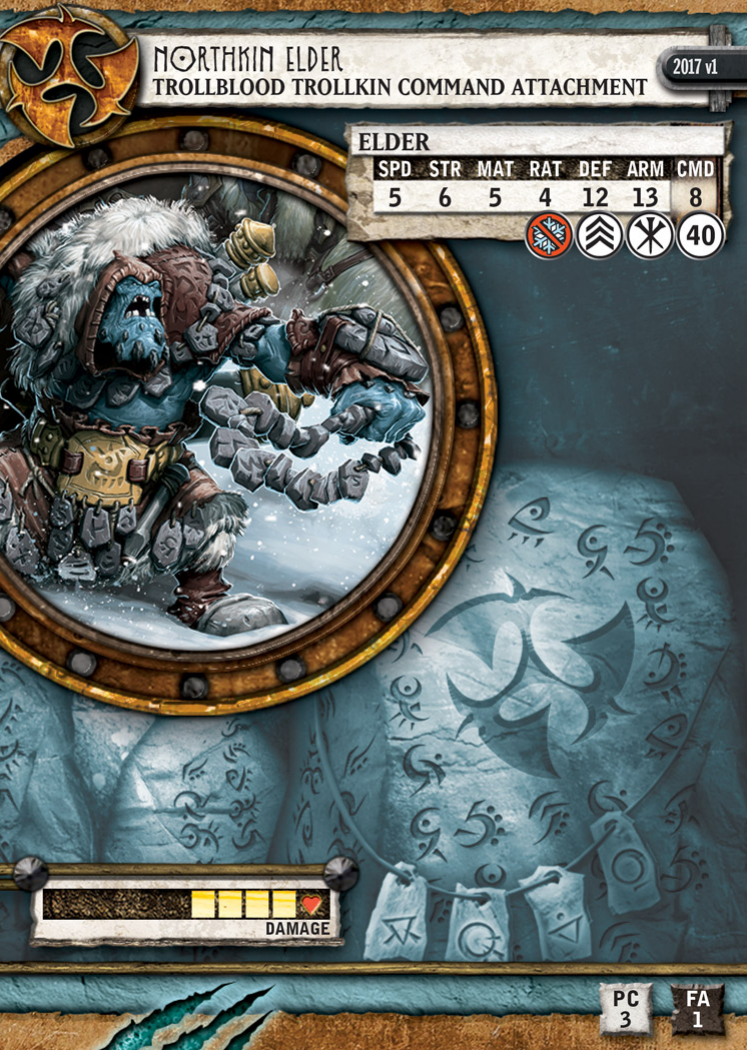 NORTHKIN ELDER
TROLLBLOOD TROLLKIN COMMAND ATTACHMENT
2017 v1
ELDER
SPD STR MAT RAT DEF ARM CMD
5 6 5 4 12 13 8
40
DAMAGE
PC FA
3 1